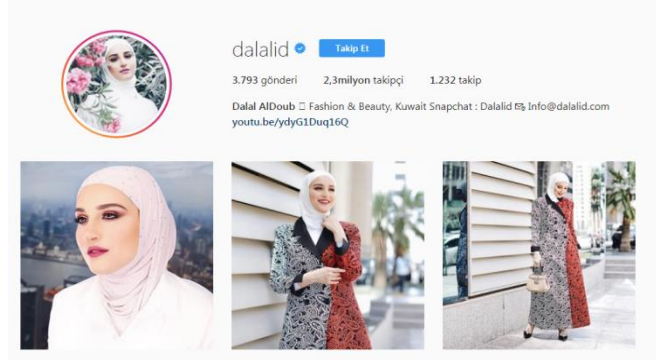 dalalid Takip Et
3.793 gönderi 2,3milyon takipçi 1.232 takip
Dalal AlDoub Fashion & Beauty, Kuwait Snapchat : Dalalid Info@dalalid.com
youtu.be/ydyG1Duq16Q